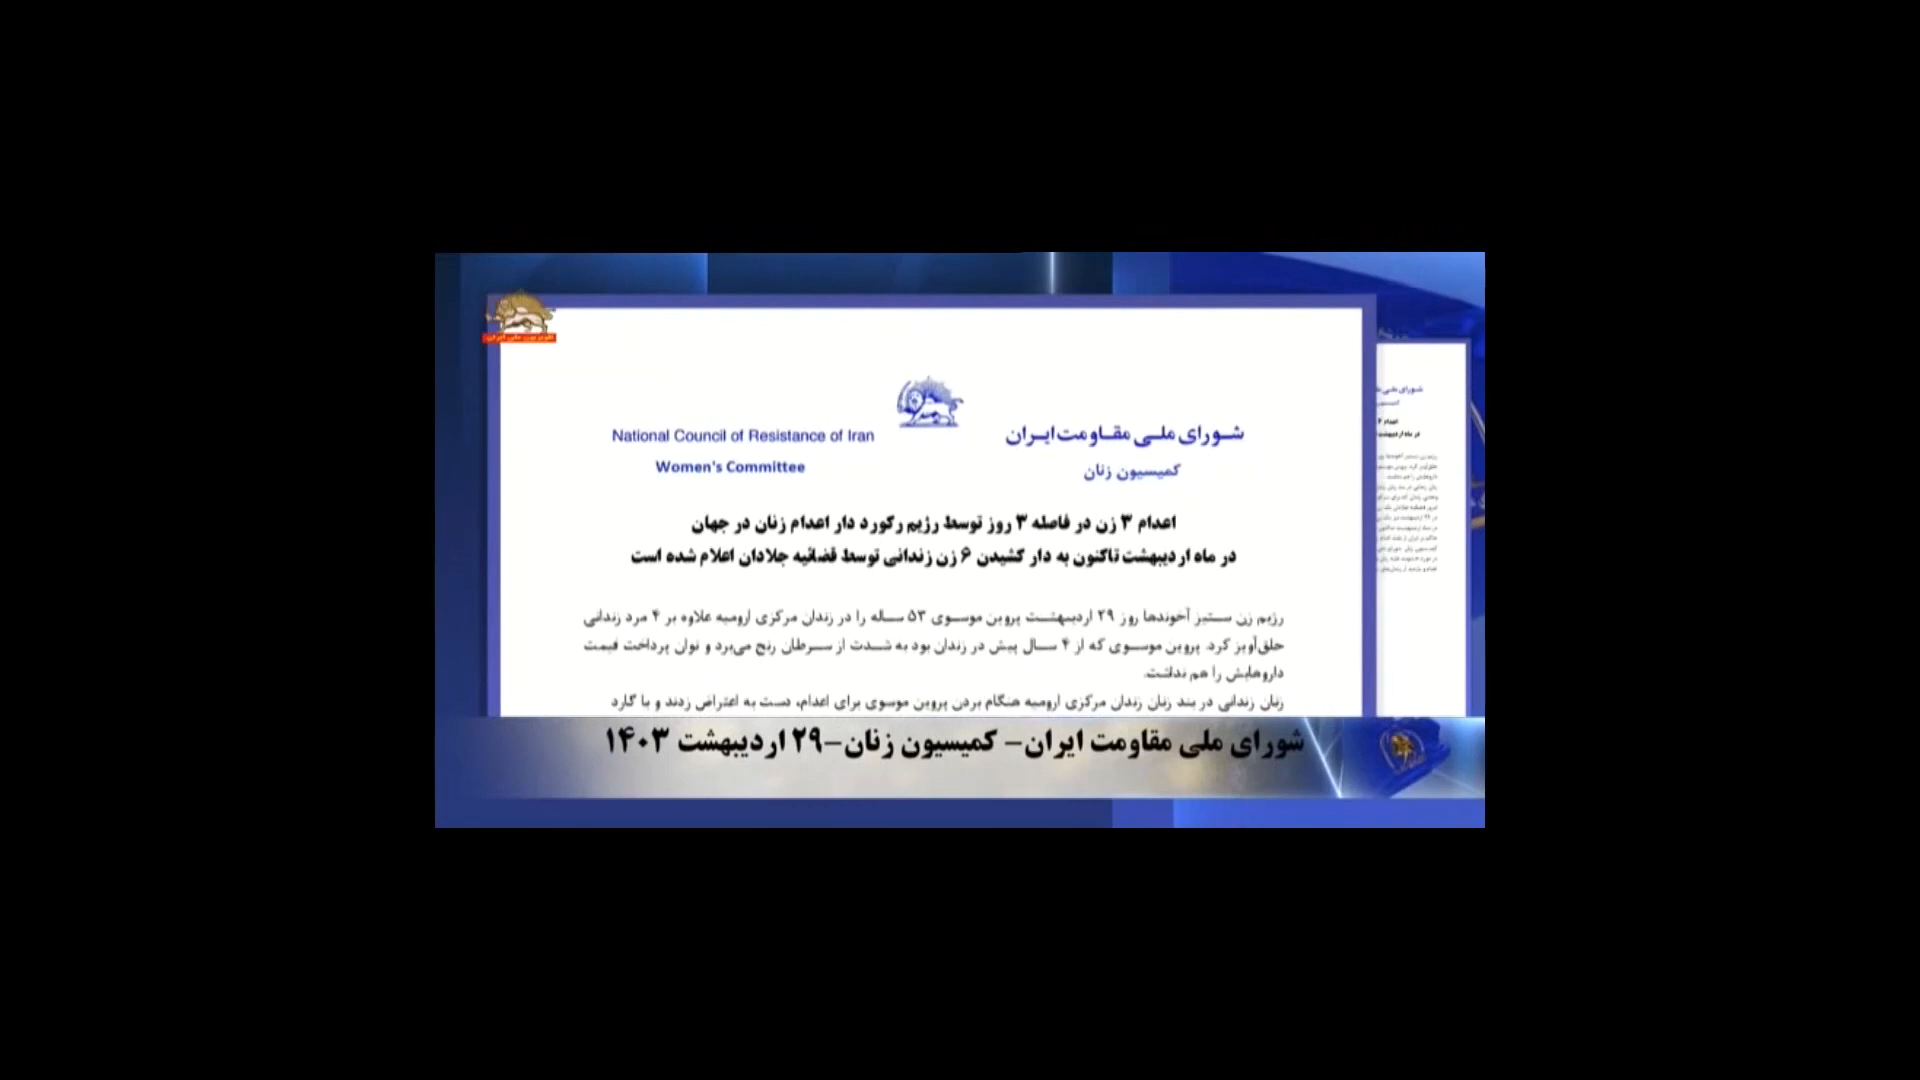 تلویزیون ملی ایران
شورای ملی مقاومت ایران
National Council of Resistance of Iran
کمیسیون زنان
Women's Committee
اعدام ۳ زن در فاصله ۳ روز توسط رژیم رکورد دار اعدام زنان در جهان
در ماه اردیبهشت تاکنون به دار کشیدن ۶ زن زندانی توسط قضائیه جلادان اعلام شده است
رژیم زن ستیز آخوندها روز ۲۹ اردیبهشت پروین موسوی ۵۳ ساله را در زندان مرکزی ارومیه علاوه بر ۴ مرد زندانی
حلق‌آویز کرد. پروین موسوی که از ۴ سال پیش در زندان بود به شدت از سرطان رنج می‌برد و توان پرداخت قیمت
داروهایش را هم نداشت.
زنان زندانی در بند زنان زندان مرکزی ارومیه هنگام بردن پروین موسوی برای اعدام، دست به اعتراض زدند و با گارد
شورای ملی مقاومت ایران- کمیسیون زنان-۲۹ اردیبهشت ۱۴۰۳